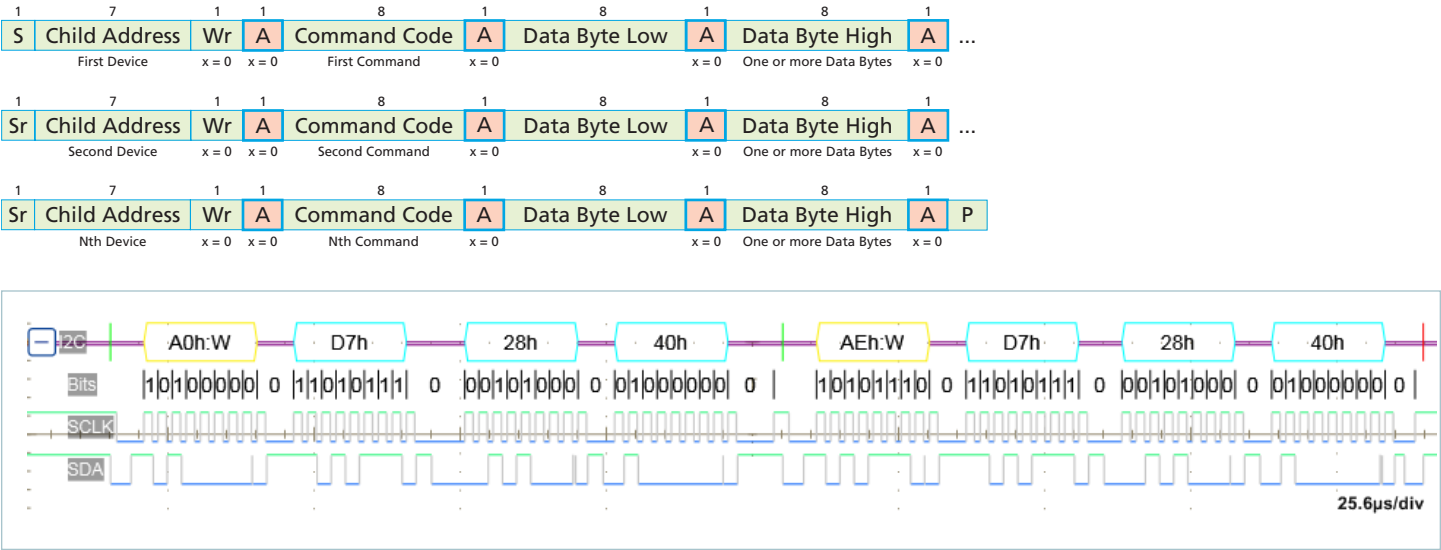 1 7 1 1 8 1 8 1 8 1
S Child Address Wr A Command Code A Data Byte Low A Data Byte High A ...
First Device x = 0 x = 0 First Command x = 0 x = 0 One or more Data Bytes x = 0
1 7 1 1 8 1 8 1 8 1
Sr Child Address Wr A Command Code A Data Byte Low A Data Byte High A ...
Second Device x = 0 x = 0 Second Command x = 0 x = 0 One or more Data Bytes x = 0
1 7 1 1 8 1 8 1 8 1
Sr Child Address Wr A Command Code A Data Byte Low A Data Byte High A P
Nth Device x = 0 x = 0 Nth Command x = 0 x = 0 One or more Data Bytes x = 0
I2C A0h:W D7h 28h 40h AEh:W D7h 28h 40h
Bits 10100000 0 11010111 0 00101000 0 01000000 0 10101110 0 11010111 0 00101000 0 01000000 0
SCLK
SDA
25.6µs/div